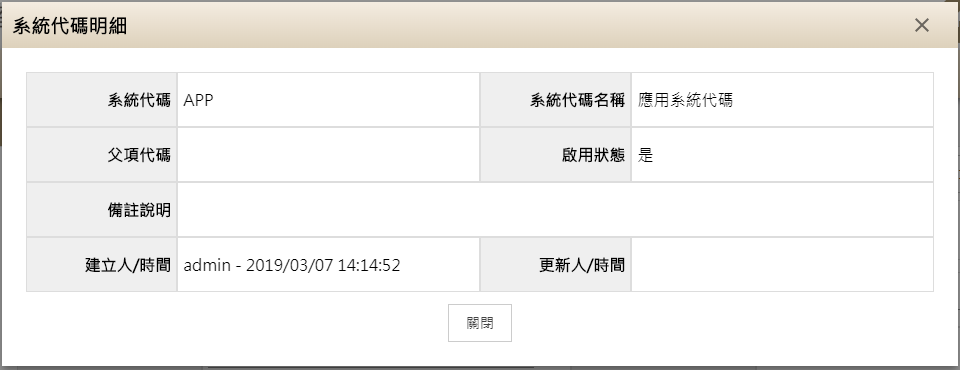 系統代碼明細
系統代碼 APP 系統代碼名稱 應用系統代碼
父項代碼 啟用狀態 是
備註說明
建立人/時間 admin - 2019/03/07 14:14:52 更新人/時間
關閉